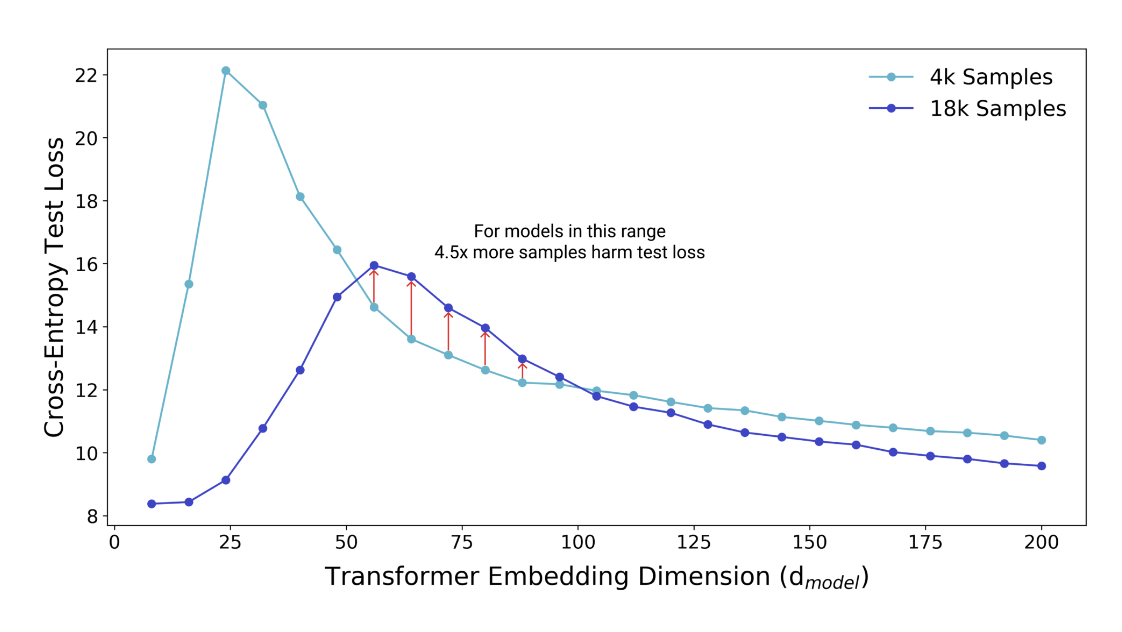 4k Samples
18k Samples
For models in this range
4.5x more samples harm test loss
Cross-Entropy Test Loss
22
20
18
16
14
12
10
8
0 25 50 75 100 125 150 175 200
Transformer Embedding Dimension (d_model)